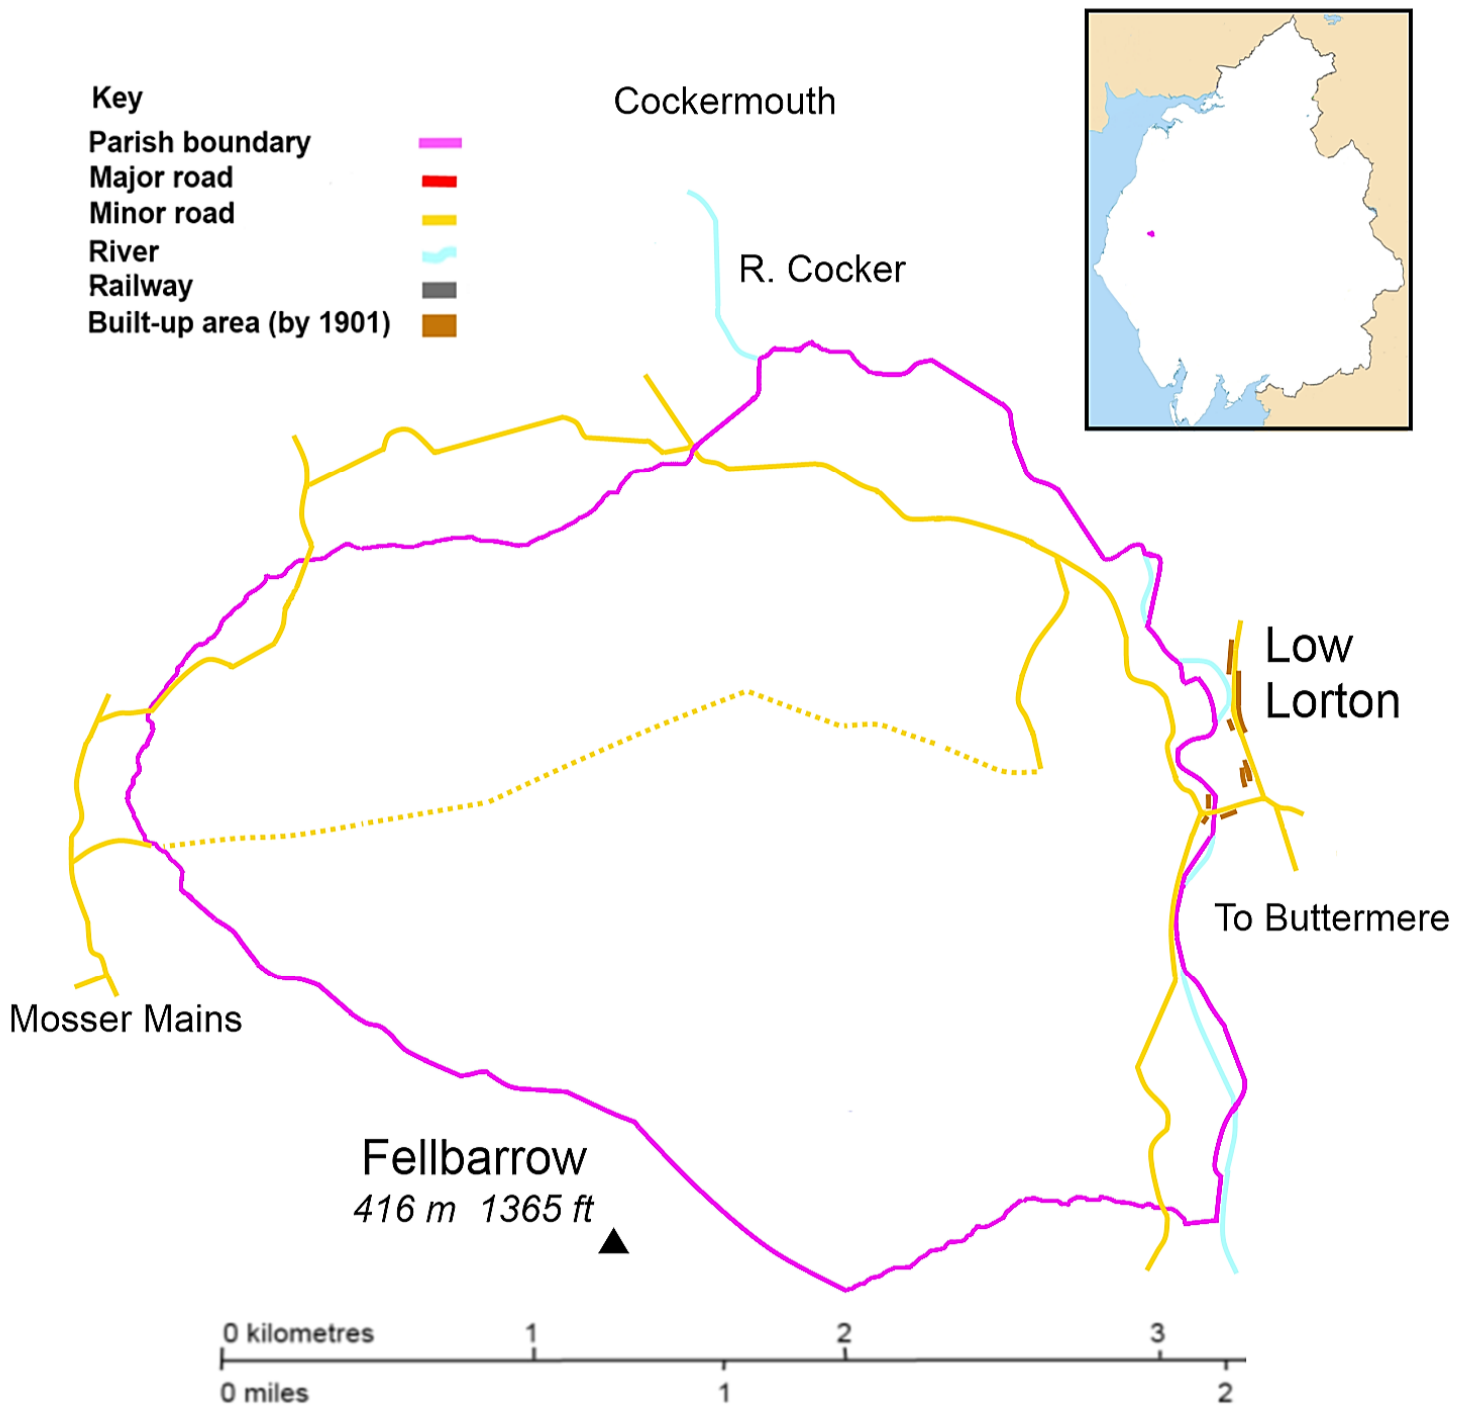 Key
Parish boundary
Major road
Minor road
River
Railway
Built-up area (by 1901)
Cockermouth
R. Cocker
Low
Lorton
To Buttermere
Mosser Mains
Fellbarrow
416 m 1365 ft
0 kilometres 1 2 3
0 miles 1 2